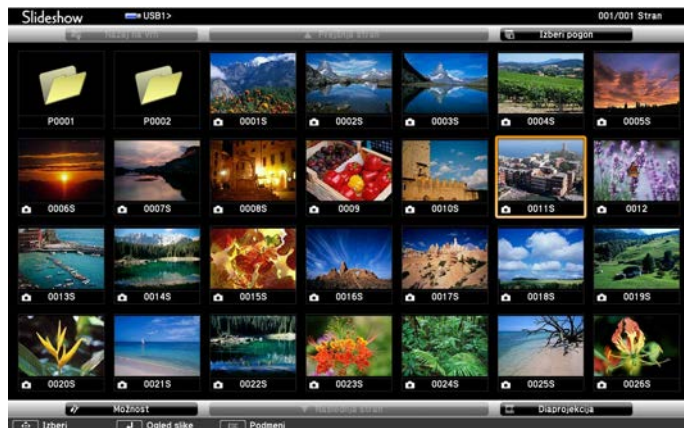 Slideshow USB1> 001/001 Stran
Nazaj na vrh Prejšnja stran Izberi pogon
P0001 P0002 0001S 0002S 0003S 0004S 0005S
0006S 0007S 0008S 0009 0010S 0011S 0012
0013S 0014S 0015S 0016S 0017S 0018S 0019S
0020S 0021S 0022S 0023S 0024S 0025S 0026S
Možnost Naslednja stran Diaprojekcija
Izberi Ogled slike Podmeni